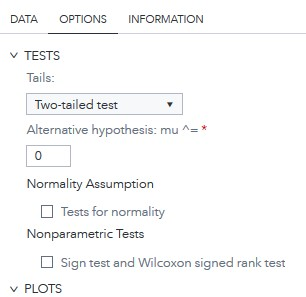 DATA OPTIONS INFORMATION
TESTS
Tails:
Two-tailed test
Alternative hypothesis: mu ^= *
0
Normality Assumption
Tests for normality
Nonparametric Tests
Sign test and Wilcoxon signed rank test
PLOTS